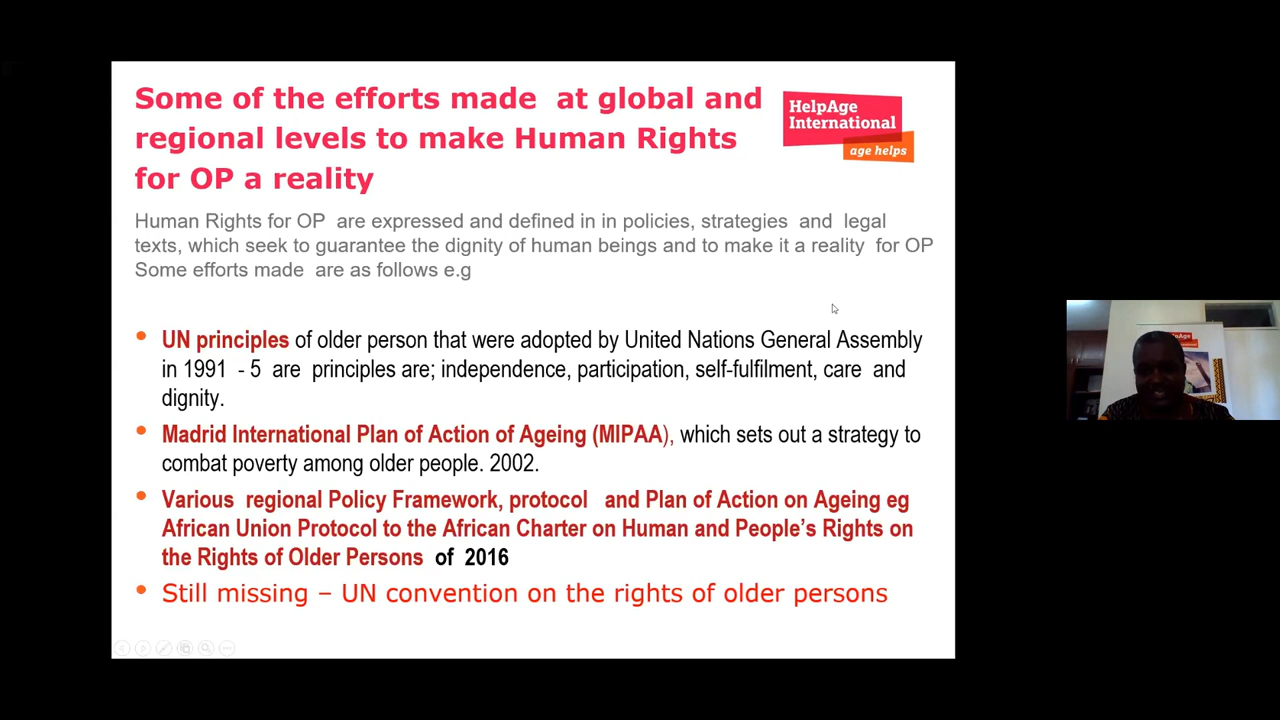 Some of the efforts made at global and
regional levels to make Human Rights
for OP a reality
HelpAge
International
age helps
Human Rights for OP are expressed and defined in in policies, strategies and legal
texts, which seek to guarantee the dignity of human beings and to make it a reality for OP
Some efforts made are as follows e.g
• UN principles of older person that were adopted by United Nations General Assembly
in 1991 - 5 are principles are; independence, participation, self-fulfilment, care and
dignity.
• Madrid International Plan of Action of Ageing (MIPAA), which sets out a strategy to
combat poverty among older people. 2002.
• Various regional Policy Framework, protocol and Plan of Action on Ageing eg
African Union Protocol to the African Charter on Human and People’s Rights on
the Rights of Older Persons of 2016
• Still missing – UN convention on the rights of older persons